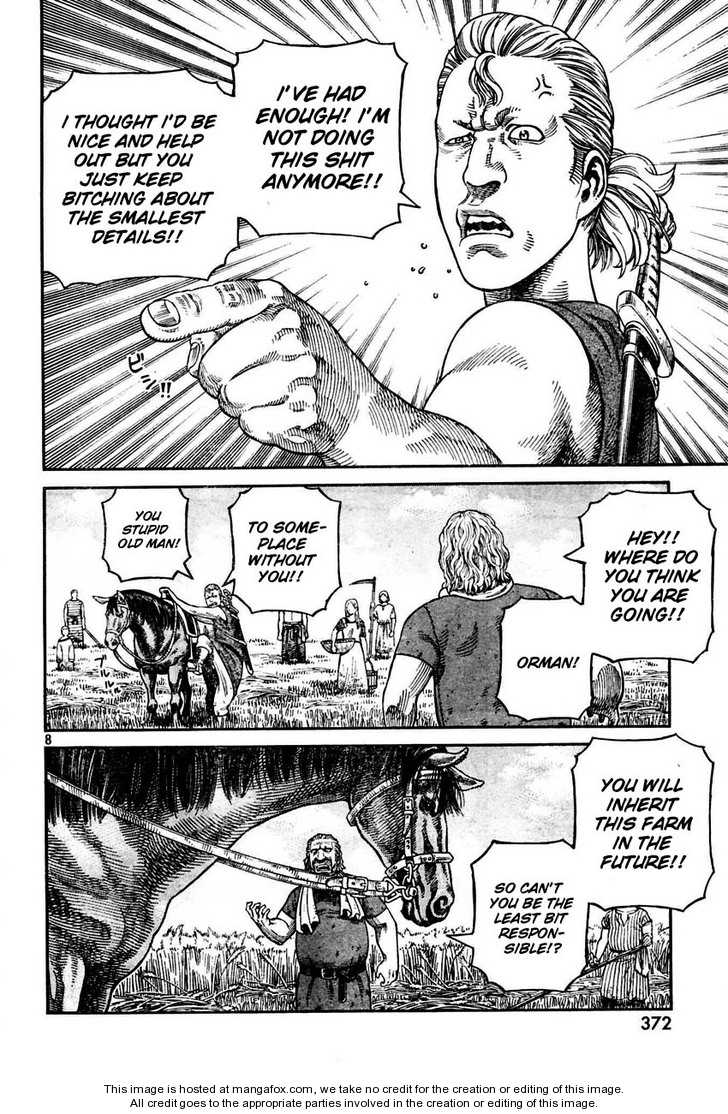 I'VE HAD
ENOUGH! I'M
NOT DOING
THIS SHIT
ANYMORE!!
I THOUGHT I'D BE
NICE AND HELP
OUT BUT YOU
JUST KEEP
BITCHING ABOUT
THE SMALLEST
DETAILS!!
HEY!!
WHERE DO
YOU THINK
YOU ARE
GOING!!
ORMAN!
TO SOME-
PLACE
WITHOUT
YOU!!
YOU
STUPID
OLD MAN!
ブルルル
8
YOU WILL
INHERIT
THIS FARM
IN THE
FUTURE!!
SO CAN'T
YOU BE THE
LEAST BIT
RESPON-
SIBLE!?
372
This image is hosted at mangafox.com, we take no credit for the creation or editing of this image.
All credit goes to the appropriate parties involved in the creation or editing of this image.